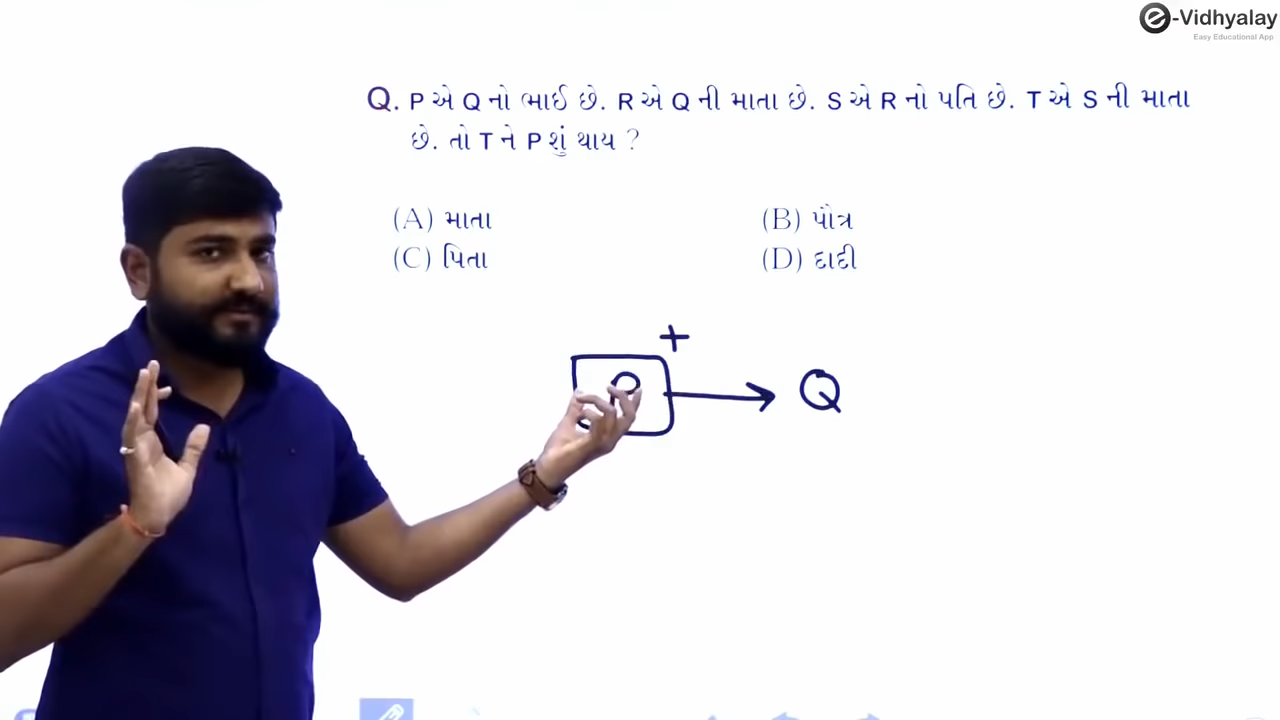 e-Vidhyalay
Easy Educational App
Q. P એ Q નો ભાઈ છે. R એ Q ની માતા છે. S એ R નો પતિ છે. T એ S ની માતા
છે. તો T ને P શું થાય ?
(A) માતા
(B) પૌત્ર
(C) પિતા
(D) દાદી
+
P
Q